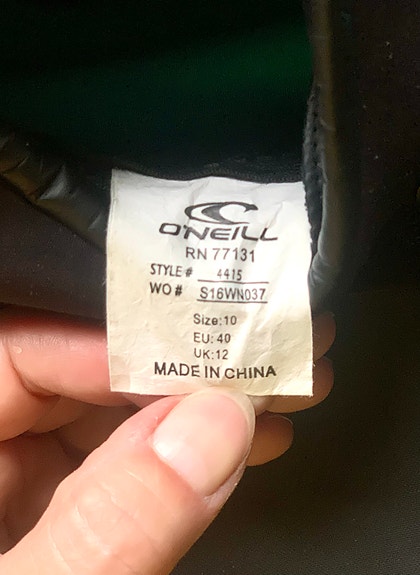 O'NEILL
RN 77131
STYLE # 4415
WO # S16WN037
Size:10
EU: 40
UK:12
MADE IN CHINA